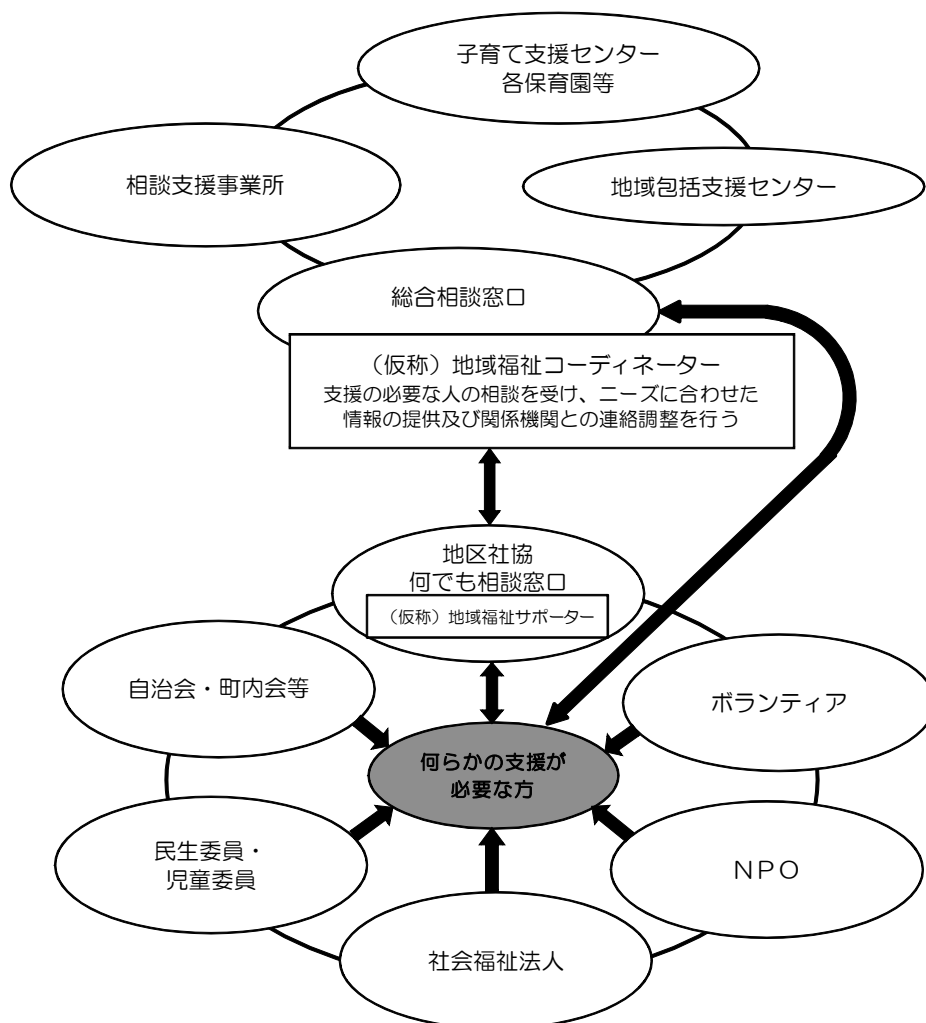 子育て支援センター
各保育園等
相談支援事業所
地域包括支援センター
総合相談窓口
（仮称）地域福祉コーディネーター
支援の必要な人の相談を受け、ニーズに合わせた
情報の提供及び関係機関との連絡調整を行う
地区社協
何でも相談窓口
（仮称）地域福祉サポーター
自治会・町内会等
ボランティア
何らかの支援が
必要な方
民生委員・
児童委員
ＮＰＯ
社会福祉法人